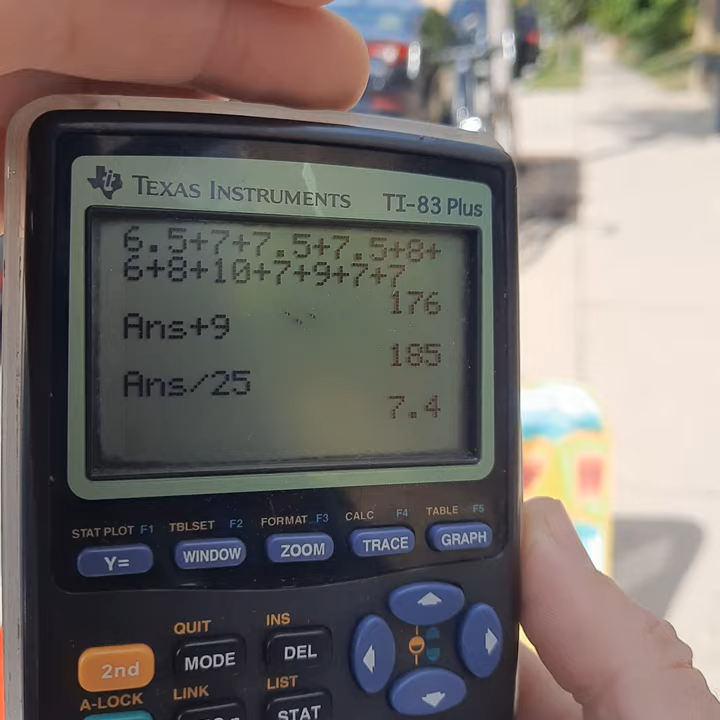 TEXAS INSTRUMENTS TI-83 Plus
6.5+7+7.5+7.5+8+
6+8+10+7+9+7+7
176
Ans+9
185
Ans/25
7.4
STAT PLOT F1 TBLSET F2 FORMAT F3 CALC F4 TABLE F5
Y= WINDOW ZOOM TRACE GRAPH
QUIT INS
2nd MODE DEL
A-LOCK LINK LIST
STAT